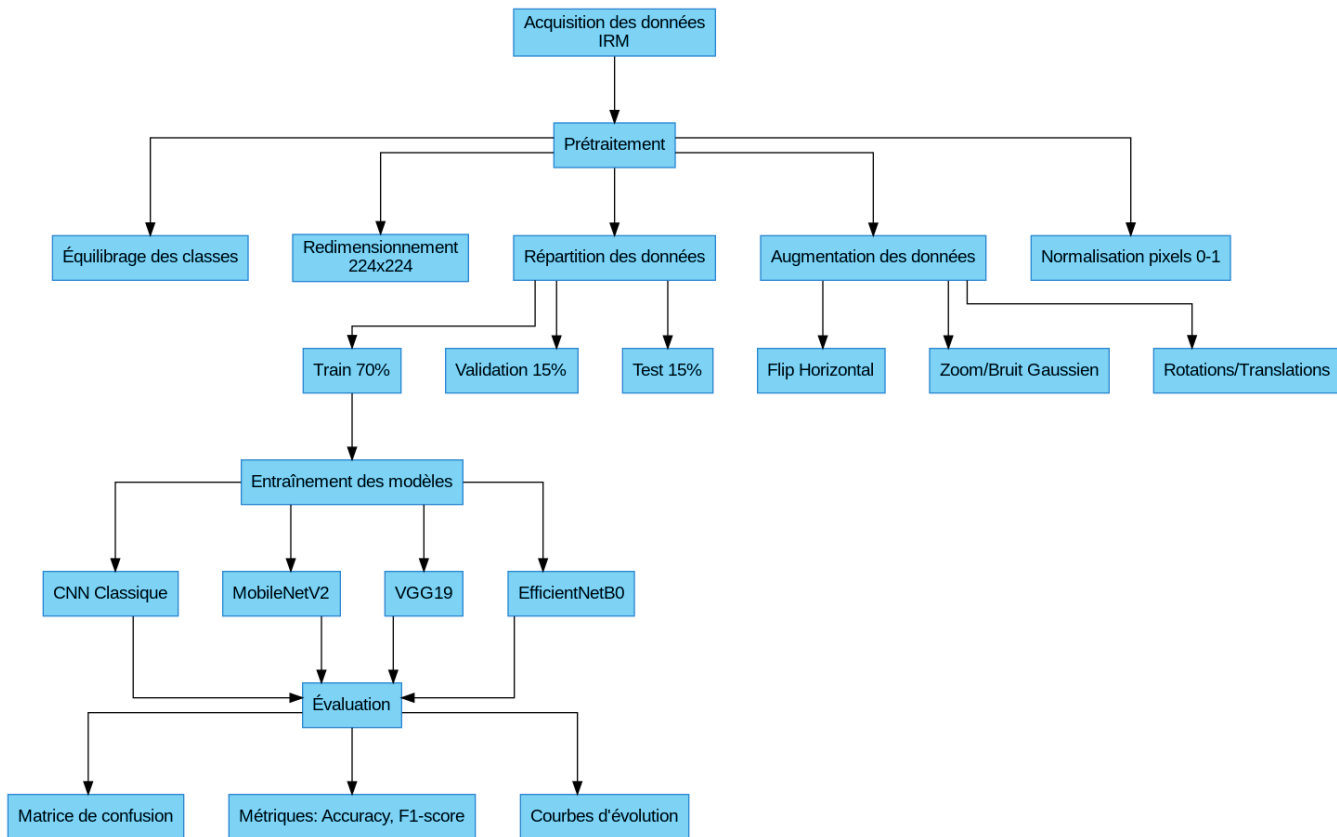 Acquisition des données
IRM
Prétraitement
Équilibrage des classes
Redimensionnement
224x224
Répartition des données
Augmentation des données
Normalisation pixels 0-1
Train 70%
Validation 15%
Test 15%
Flip Horizontal
Zoom/Bruit Gaussien
Rotations/Translations
Entraînement des modèles
CNN Classique
MobileNetV2
VGG19
EfficientNetB0
Évaluation
Matrice de confusion
Métriques: Accuracy, F1-score
Courbes d'évolution